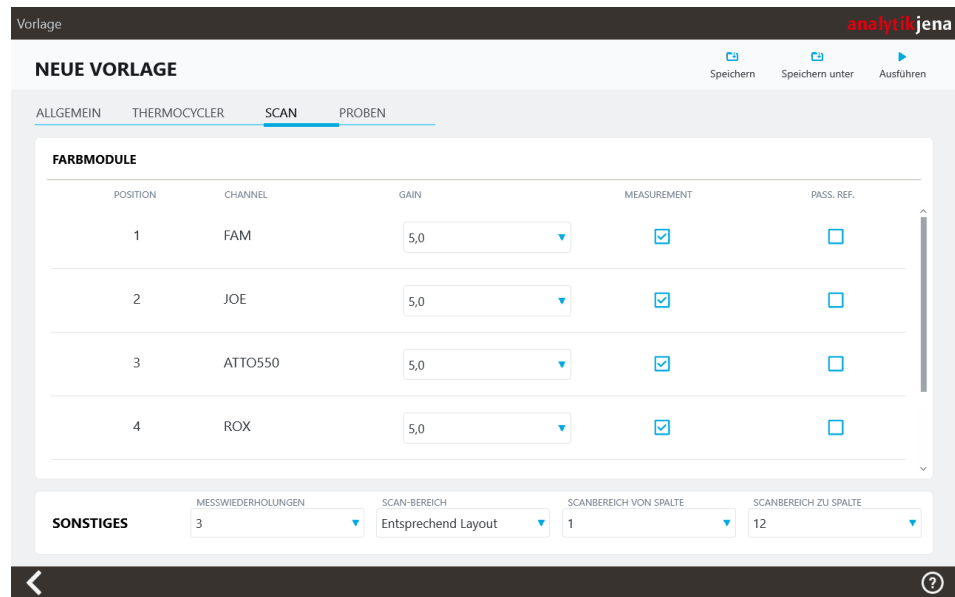 Vorlage
analytikjena
NEUE VORLAGE
Speichern
Speichern unter
Ausführen
ALLGEMEIN THERMOCYCLER SCAN PROBEN
FARBMODULE
POSITION CHANNEL GAIN MEASUREMENT PASS. REF.
1 FAM 5,0
2 JOE 5,0
3 ATTO550 5,0
4 ROX 5,0
SONSTIGES
MESSWIEDERHOLUNGEN SCAN-BEREICH SCANBEREICH VON SPALTE SCANBEREICH ZU SPALTE
3 Entsprechend Layout 1 12
?